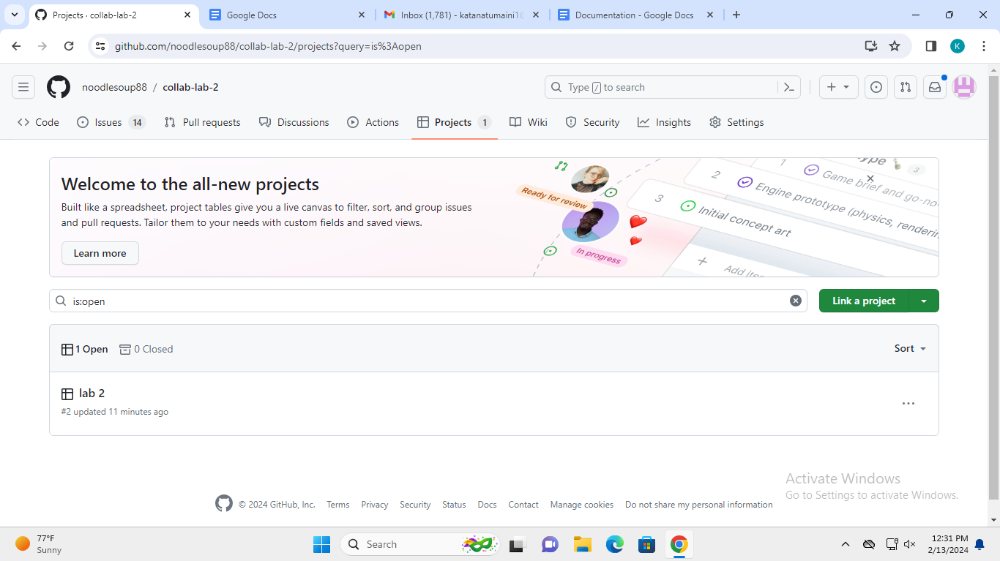 Projects · collab-lab-2
Google Docs
Inbox (1,781) - katanatumaini16
Documentation - Google Docs
github.com/noodlesoup88/collab-lab-2/projects?query=is%3Aopen
K
noodlesoup88 / collab-lab-2
Type / to search
Code
Issues 14
Pull requests
Discussions
Actions
Projects 1
Wiki
Security
Insights
Settings
Welcome to the all-new projects
Built like a spreadsheet, project tables give you a live canvas to filter, sort, and group issues
and pull requests. Tailor them to your needs with custom fields and saved views.
Learn more
Ready for review
In progress
type 3
1 Game brief and go-no-
2 Engine prototype (physics, renderin
3 Initial concept art
+ Add item
is:open
Link a project
1 Open
0 Closed
Sort
lab 2
#2 updated 11 minutes ago
Activate Windows
Go to Settings to activate Windows.
© 2024 GitHub, Inc.
Terms
Privacy
Security
Status
Docs
Contact
Manage cookies
Do not share my personal information
77°F
Sunny
Search
12:31 PM
2/13/2024